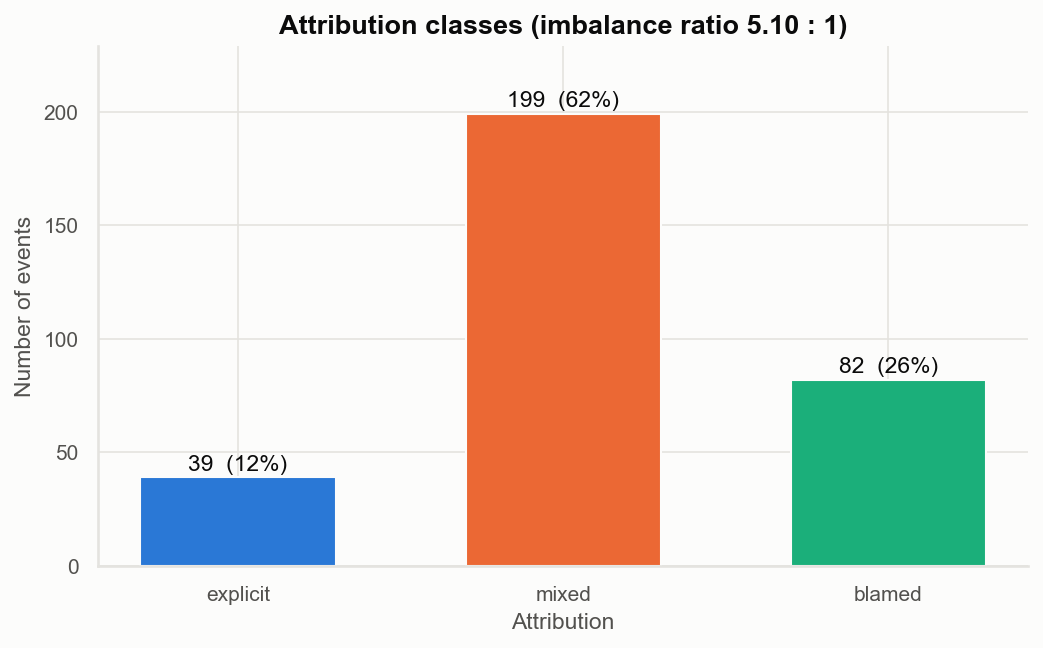 Attribution classes (imbalance ratio 5.10 : 1)
Number of events
200
150
100
50
0
199 (62%)
82 (26%)
39 (12%)
explicit
mixed
blamed
Attribution